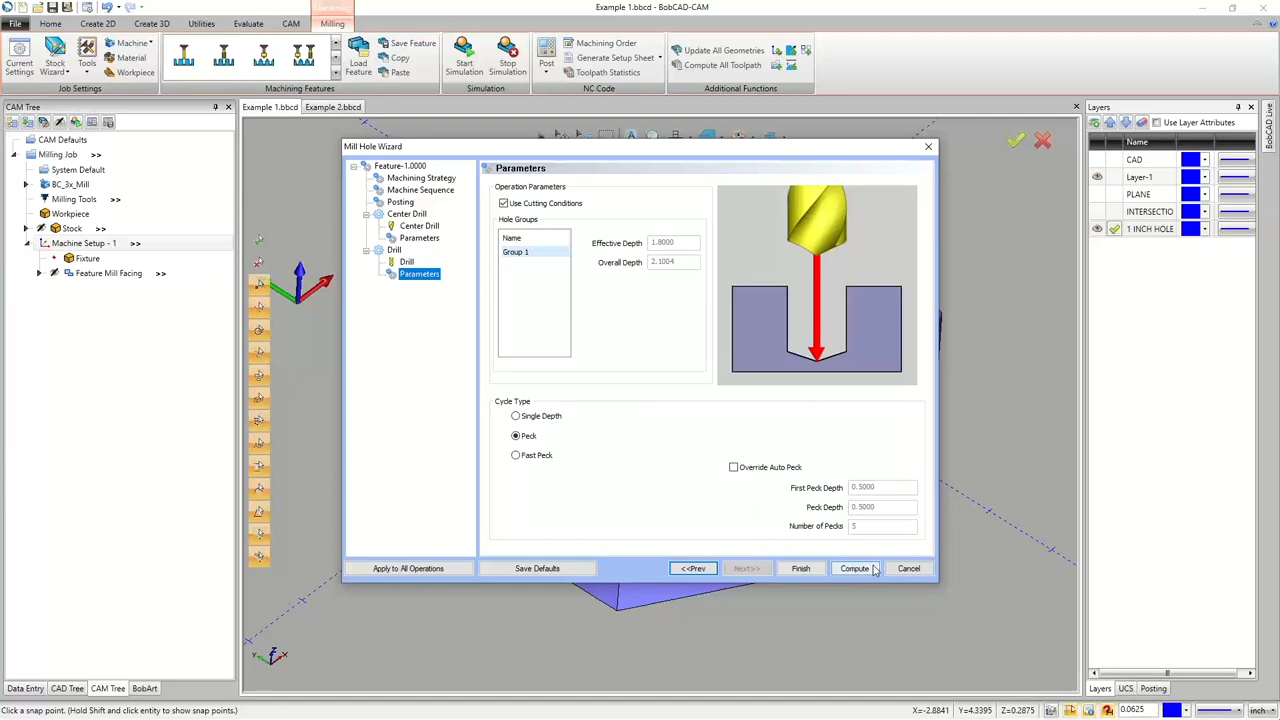 Example 1.bbcd - BobCAD-CAM
File Home Create 2D Create 3D Utilities Evaluate CAM Milling
Current Settings
Stock Wizard
Tools
Machine
Material
Workpiece
Job Settings
Load Feature
Save Feature
Copy
Paste
Machining Features
Start Simulation
Stop Simulation
Simulation
Post
Machining Order
Generate Setup Sheet
Toolpath Statistics
NC Code
Update All Geometries
Compute All Toolpath
Additional Functions
CAM Tree
CAM Defaults
Milling Job >>
System Default
BC_3x_Mill
Milling Tools >>
Workpiece
Stock >>
Machine Setup - 1 >>
Fixture
Feature Mill Facing >>
Data Entry CAD Tree CAM Tree BobArt
Example 1.bbcd Example 2.bbcd
Mill Hole Wizard
Feature-1.0000
Machining Strategy
Machine Sequence
Posting
Center Drill
Center Drill
Parameters
Drill
Drill
Parameters
Parameters
Operation Parameters
Use Cutting Conditions
Hole Groups
Name
Group 1
Effective Depth 1.8000
Overall Depth 2.1004
Cycle Type
Single Depth
Peck
Fast Peck
Override Auto Peck
First Peck Depth 0.5000
Peck Depth 0.5000
Number of Pecks 5
Apply to All Operations Save Defaults <<Prev Next>> Finish Compute Cancel
Layers
Use Layer Attributes
Name
CAD
Layer-1
PLANE
INTERSECTIO
1 INCH HOLE
Layers UCS Posting
BobCAD Live
Z
Y X
Click a snap point. (Hold Shift and click entity to show snap points.)
X=-2.8841 Y=4.3395 Z=0.2875 0.0625 inch